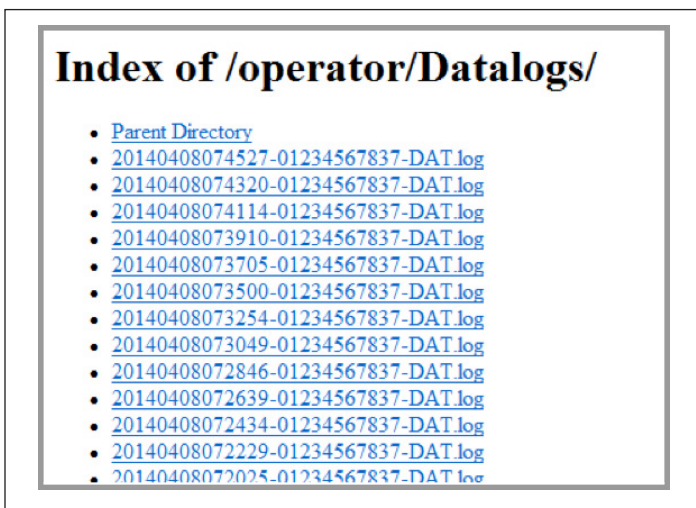 Index of /operator/Datalogs/
Parent Directory
20140408074527-01234567837-DAT.log
20140408074320-01234567837-DAT.log
20140408074114-01234567837-DAT.log
20140408073910-01234567837-DAT.log
20140408073705-01234567837-DAT.log
20140408073500-01234567837-DAT.log
20140408073254-01234567837-DAT.log
20140408073049-01234567837-DAT.log
20140408072846-01234567837-DAT.log
20140408072639-01234567837-DAT.log
20140408072434-01234567837-DAT.log
20140408072229-01234567837-DAT.log
20140408072025-01234567837-DAT.log